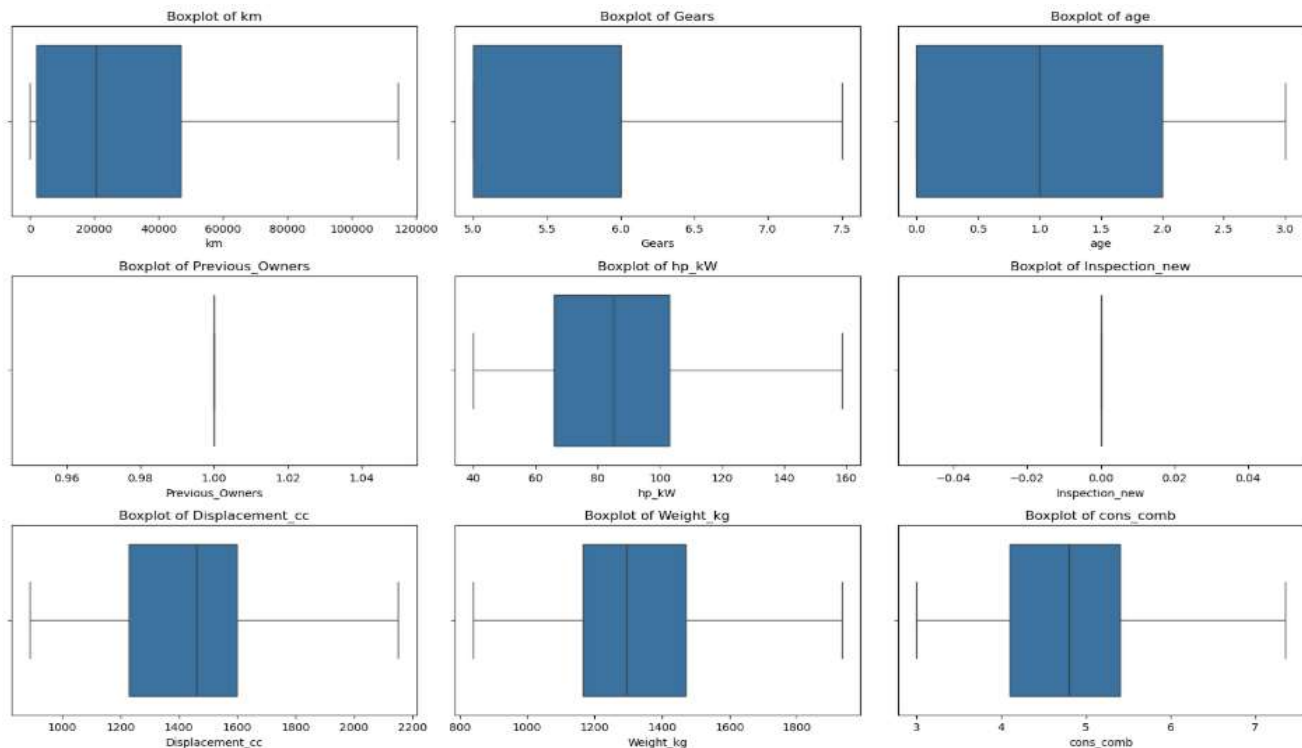 Boxplot of km
Boxplot of Gears
Boxplot of age
0 20000 40000 60000 80000 100000 120000
5.0 5.5 6.0 6.5 7.0 7.5
0.0 0.5 1.0 1.5 2.0 2.5 3.0
km
Gears
age
Boxplot of Previous_Owners
Boxplot of hp_kW
Boxplot of Inspection_new
0.96 0.98 1.00 1.02 1.04
40 60 80 100 120 140 160
−0.04 −0.02 0.00 0.02 0.04
Previous_Owners
hp_kW
Inspection_new
Boxplot of Displacement_cc
Boxplot of Weight_kg
Boxplot of cons_comb
1000 1200 1400 1600 1800 2000 2200
800 1000 1200 1400 1600 1800
3 4 5 6 7
Displacement_cc
Weight_kg
cons_comb